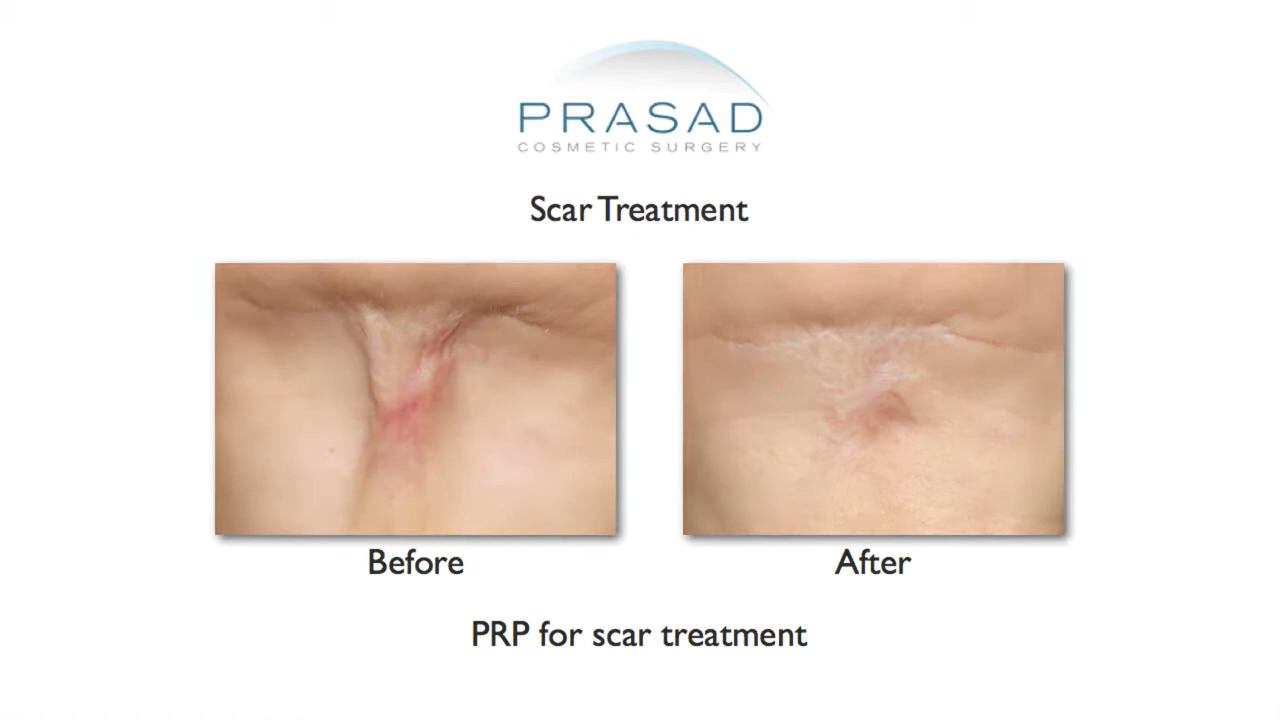 PRASAD
COSMETIC SURGERY
Scar Treatment
Before
After
PRP for scar treatment